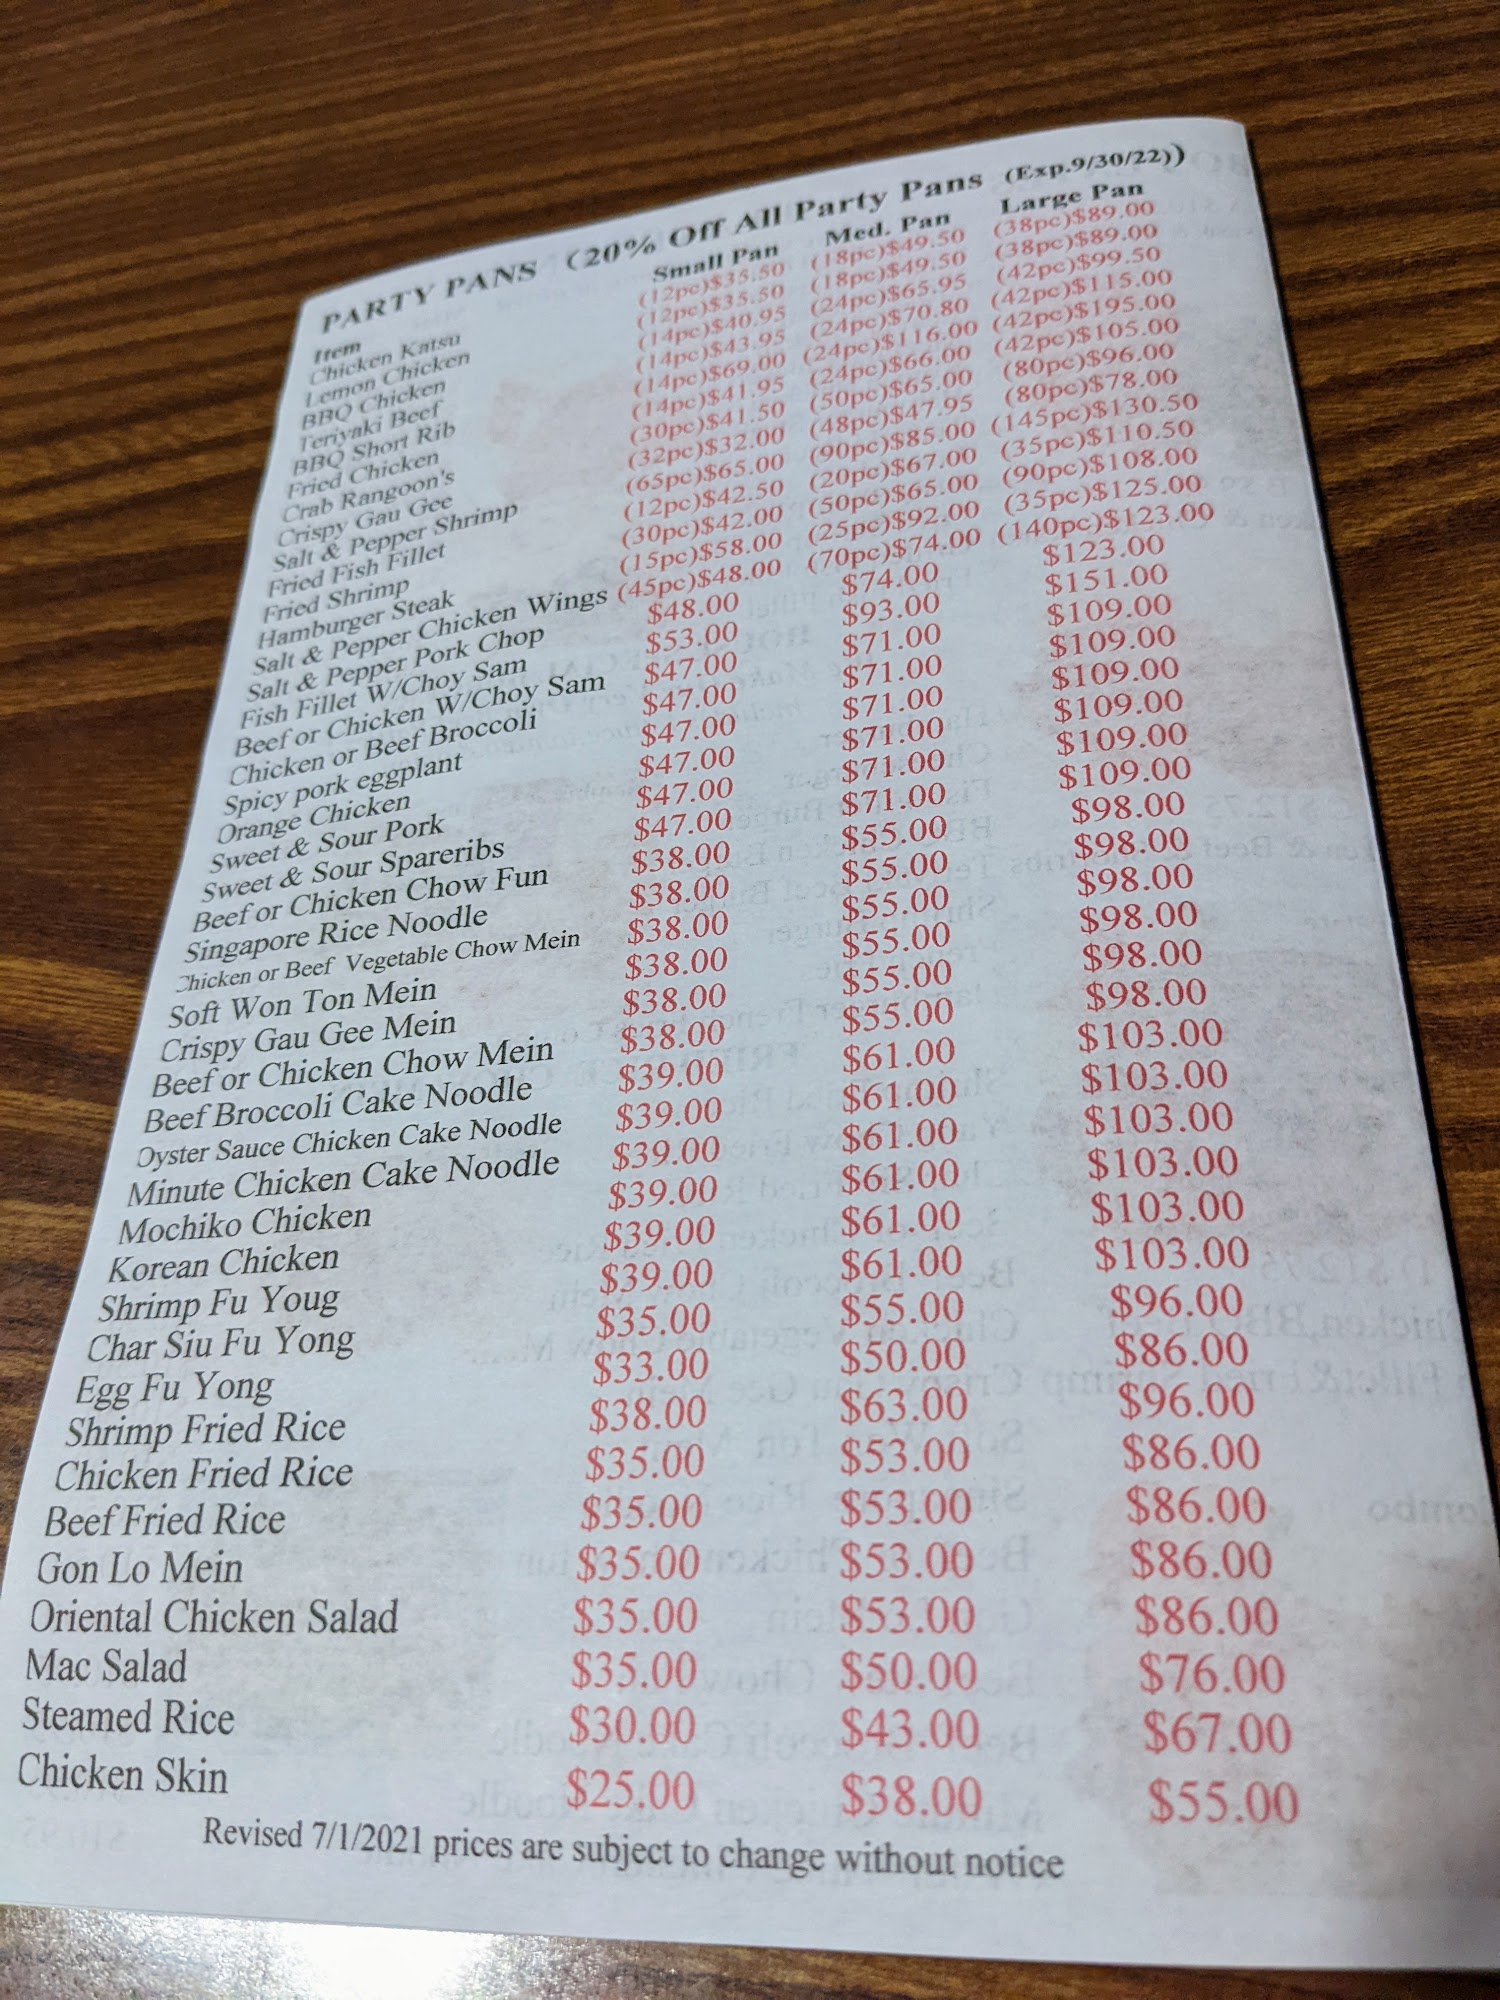 PARTY PANS (20% Off All Party Pans (Exp.9/30/22))
Item Small Pan Med. Pan Large Pan
Chicken Katsu (12pc)$35.50 (18pc)$49.50 (38pc)$89.00
Lemon Chicken (12pc)$35.50 (18pc)$49.50 (38pc)$89.00
BBQ Chicken (14pc)$40.95 (24pc)$65.95 (42pc)$99.50
Teriyaki Beef (14pc)$43.95 (24pc)$70.80 (42pc)$115.00
BBQ Short Rib (14pc)$69.00 (24pc)$116.00 (42pc)$195.00
Fried Chicken (14pc)$41.95 (24pc)$66.00 (42pc)$105.00
Crab Rangoon's (30pc)$41.50 (50pc)$65.00 (80pc)$96.00
Crispy Gau Gee (32pc)$32.00 (48pc)$47.95 (80pc)$78.00
Salt & Pepper Shrimp (65pc)$65.00 (90pc)$85.00 (145pc)$130.50
Fried Fish Fillet (12pc)$42.50 (20pc)$67.00 (35pc)$110.50
Fried Shrimp (30pc)$42.00 (50pc)$65.00 (90pc)$108.00
Hamburger Steak (15pc)$58.00 (25pc)$92.00 (35pc)$125.00
Salt & Pepper Chicken Wings (45pc)$48.00 (70pc)$74.00 (140pc)$123.00
Salt & Pepper Pork Chop $48.00 $74.00 $123.00
Fish Fillet W/Choy Sam $53.00 $93.00 $151.00
Beef or Chicken W/Choy Sam $47.00 $71.00 $109.00
Chicken or Beef Broccoli $47.00 $71.00 $109.00
Spicy pork eggplant $47.00 $71.00 $109.00
Orange Chicken $47.00 $71.00 $109.00
Sweet & Sour Pork $47.00 $71.00 $109.00
Sweet & Sour Spareribs $47.00 $71.00 $109.00
Beef or Chicken Chow Fun $38.00 $55.00 $98.00
Singapore Rice Noodle $38.00 $55.00 $98.00
Chicken or Beef Vegetable Chow Mein $38.00 $55.00 $98.00
Soft Won Ton Mein $38.00 $55.00 $98.00
Crispy Gau Gee Mein $38.00 $55.00 $98.00
Beef or Chicken Chow Mein $38.00 $55.00 $98.00
Beef Broccoli Cake Noodle $39.00 $61.00 $103.00
Oyster Sauce Chicken Cake Noodle $39.00 $61.00 $103.00
Minute Chicken Cake Noodle $39.00 $61.00 $103.00
Mochiko Chicken $39.00 $61.00 $103.00
Korean Chicken $39.00 $61.00 $103.00
Shrimp Fu Youg $39.00 $61.00 $103.00
Char Siu Fu Yong $35.00 $55.00 $96.00
Egg Fu Yong $33.00 $50.00 $86.00
Shrimp Fried Rice $38.00 $63.00 $96.00
Chicken Fried Rice $35.00 $53.00 $86.00
Beef Fried Rice $35.00 $53.00 $86.00
Gon Lo Mein $35.00 $53.00 $86.00
Oriental Chicken Salad $35.00 $53.00 $86.00
Mac Salad $35.00 $50.00 $76.00
Steamed Rice $30.00 $43.00 $67.00
Chicken Skin $25.00 $38.00 $55.00
Revised 7/1/2021 prices are subject to change without notice